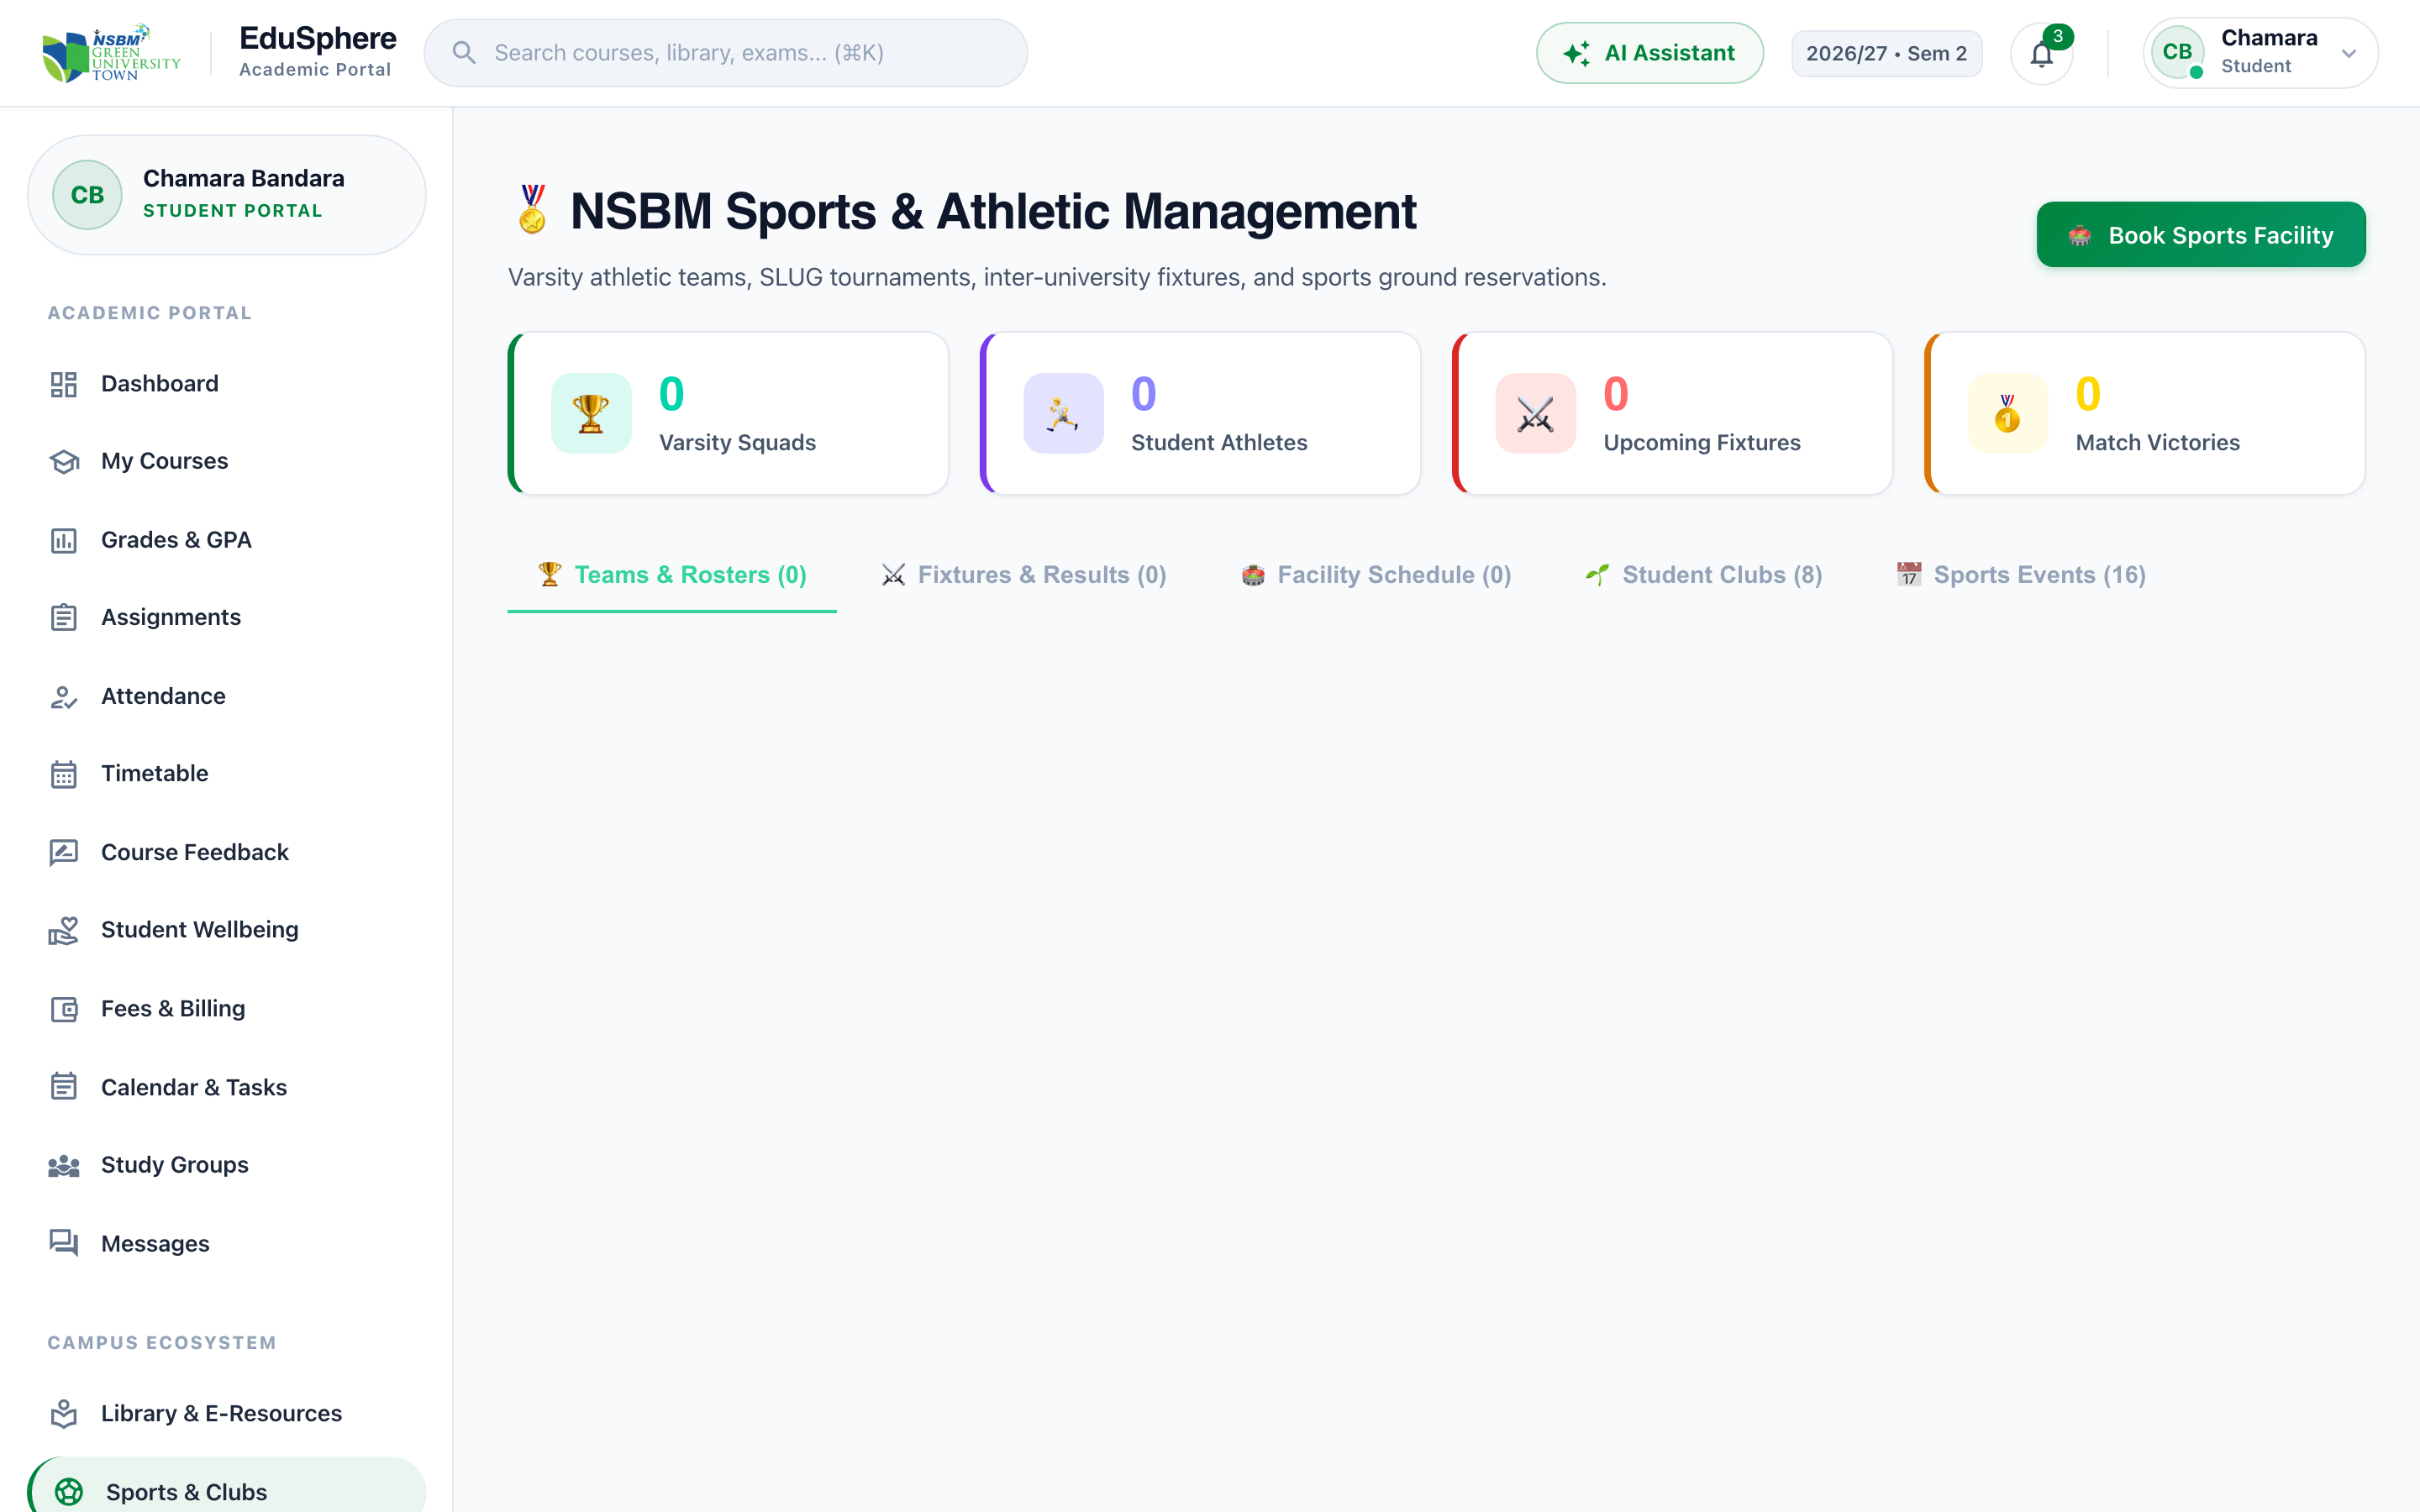 NSBM
GREEN
UNIVERSITY
TOWN
EduSphere
Academic Portal
Search courses, library, exams... (⌘K)
AI Assistant
2026/27 • Sem 2
3
CB
Chamara
Student
CB
Chamara Bandara
STUDENT PORTAL
ACADEMIC PORTAL
Dashboard
My Courses
Grades & GPA
Assignments
Attendance
Timetable
Course Feedback
Student Wellbeing
Fees & Billing
Calendar & Tasks
Study Groups
Messages
CAMPUS ECOSYSTEM
Library & E-Resources
Sports & Clubs
🏅 NSBM Sports & Athletic Management
Varsity athletic teams, SLUG tournaments, inter-university fixtures, and sports ground reservations.
🏟️ Book Sports Facility
🏆 0
Varsity Squads
🏃 0
Student Athletes
⚔️ 0
Upcoming Fixtures
🥇 0
Match Victories
🏆 Teams & Rosters (0)
⚔️ Fixtures & Results (0)
🏟️ Facility Schedule (0)
🌱 Student Clubs (8)
📅 Sports Events (16)